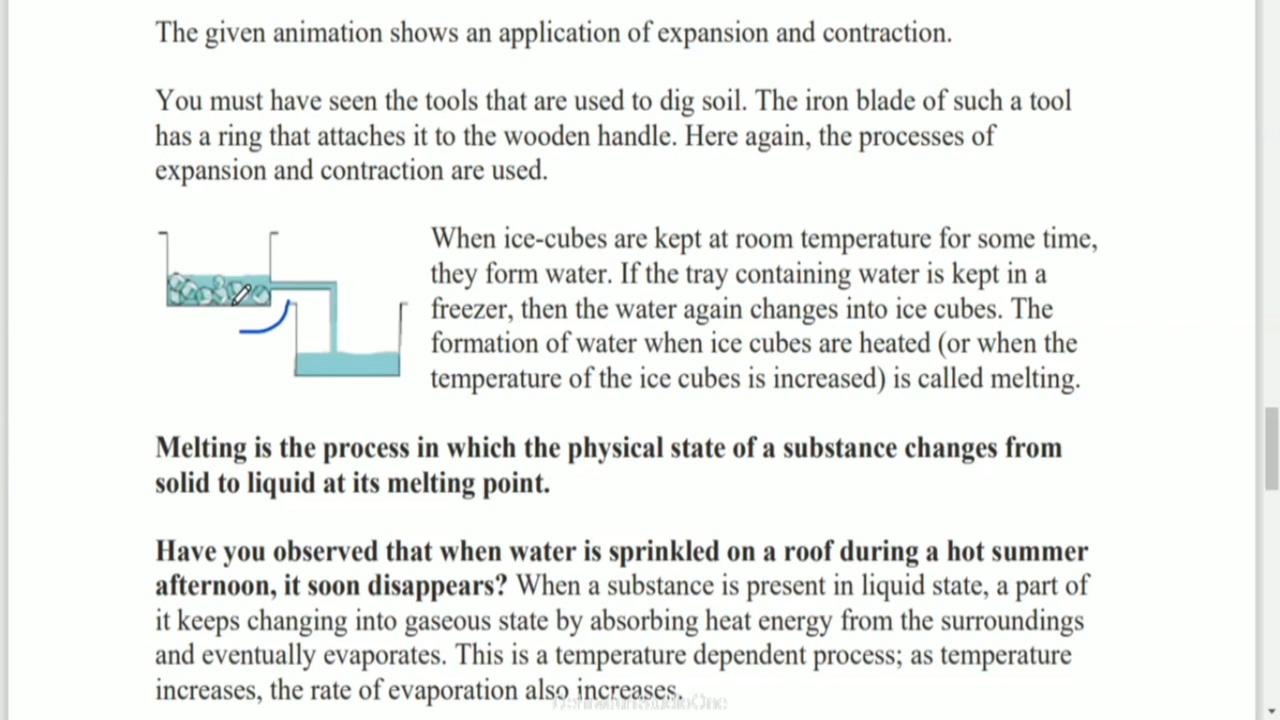 The given animation shows an application of expansion and contraction.
You must have seen the tools that are used to dig soil. The iron blade of such a tool
has a ring that attaches it to the wooden handle. Here again, the processes of
expansion and contraction are used.
When ice-cubes are kept at room temperature for some time,
they form water. If the tray containing water is kept in a
freezer, then the water again changes into ice cubes. The
formation of water when ice cubes are heated (or when the
temperature of the ice cubes is increased) is called melting.
Melting is the process in which the physical state of a substance changes from
solid to liquid at its melting point.
Have you observed that when water is sprinkled on a roof during a hot summer
afternoon, it soon disappears? When a substance is present in liquid state, a part of
it keeps changing into gaseous state by absorbing heat energy from the surroundings
and eventually evaporates. This is a temperature dependent process; as temperature
increases, the rate of evaporation also increases.